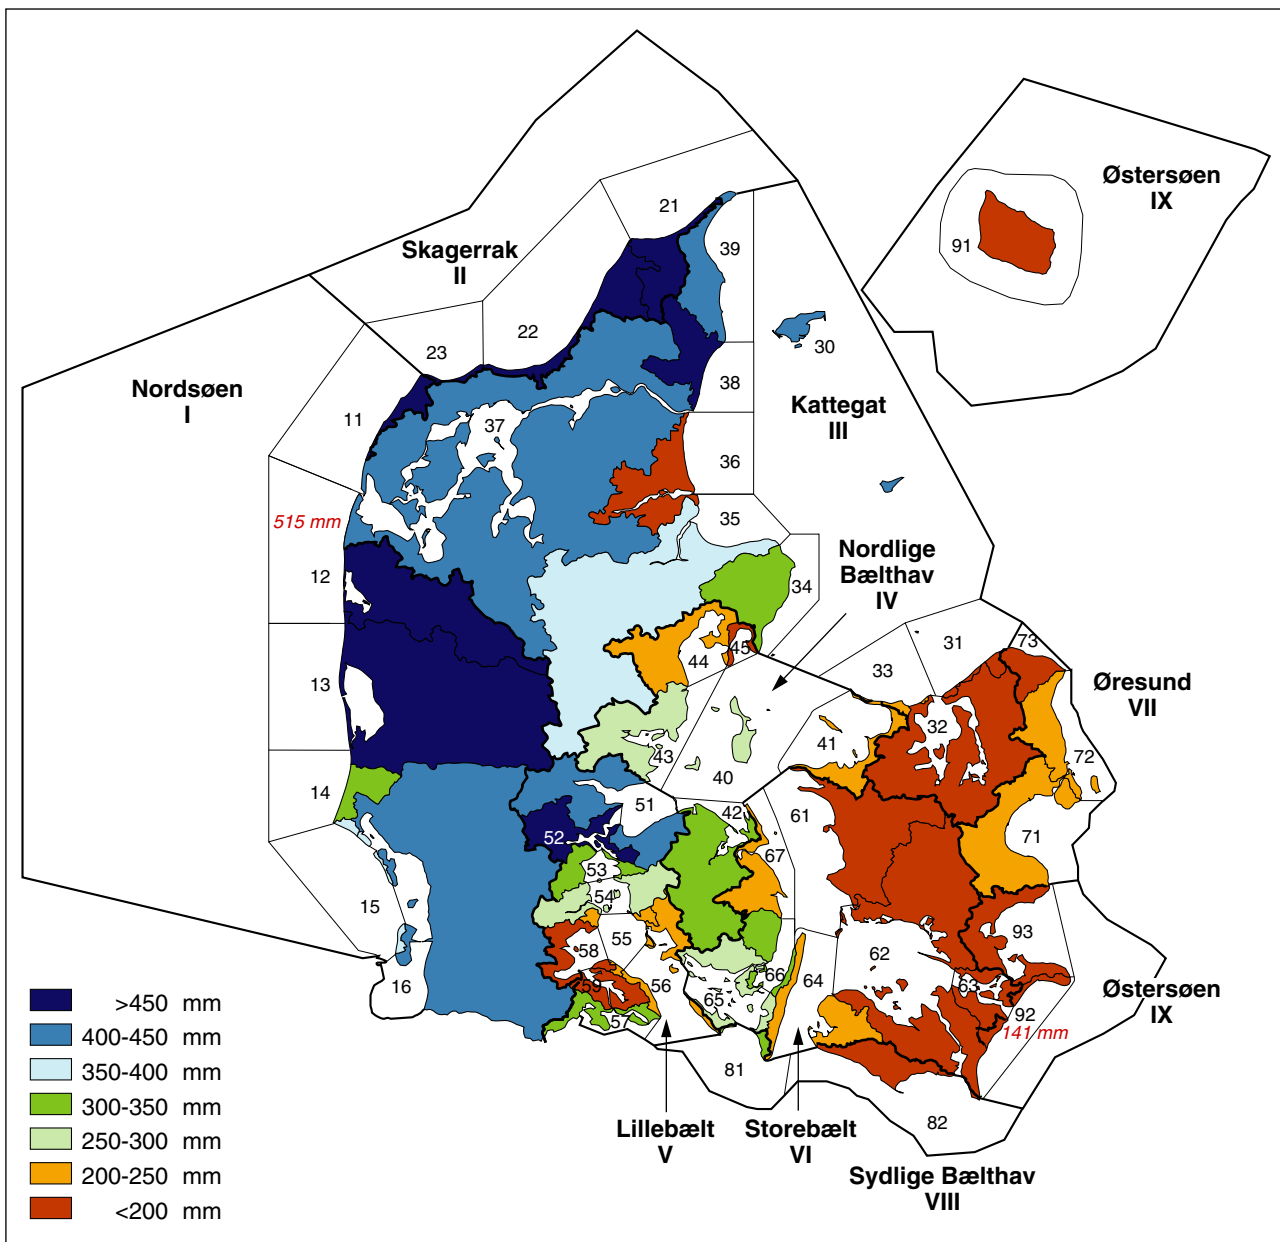 21
Østersøen
IX
91
39
Skagerrak
II
22
23
30
38
Nordsøen
I
11
37
Kattegat
III
36
515 mm
35
Nordlige
Bælthav
IV
12
34
31
73
45
44
33
13
Øresund
VII
32
41
43
72
40
14
51
42
61
52
71
67
53
54
15
93
55
58
62
66
59
56
64
63
16
65
Østersøen
IX
92
57
141 mm
81
82
Lillebælt
V
Storebælt
VI
Sydlige Bælthav
VIII
>450 mm
400-450 mm
350-400 mm
300-350 mm
250-300 mm
200-250 mm
<200 mm